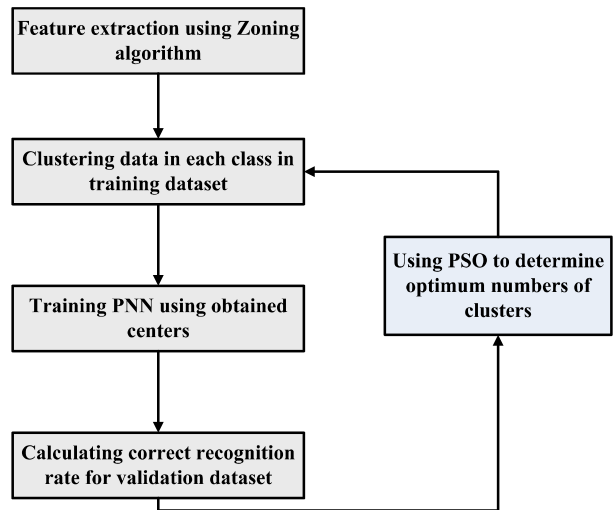 Feature extraction using Zoning
algorithm
Clustering data in each class in
training dataset
Using PSO to determine
optimum numbers of
clusters
Training PNN using obtained
centers
Calculating correct recognition
rate for validation dataset